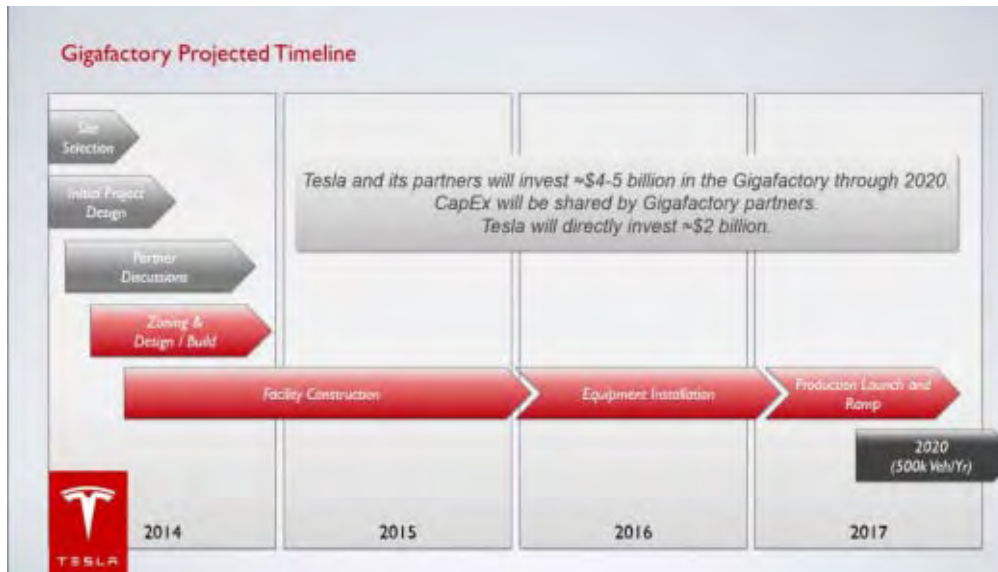 Gigafactory Projected Timeline
Site
Selection
Initial Project
Design
Tesla and its partners will invest ≈$4-5 billion in the Gigafactory through 2020.
CapEx will be shared by Gigafactory partners.
Tesla will directly invest ≈$2 billion.
Partner
Discussions
Zoning &
Design / Build
Facility Construction
Equipment Installation
Production Launch and
Ramp
2020
(500k Veh/Yr)
TESLA
2014
2015
2016
2017